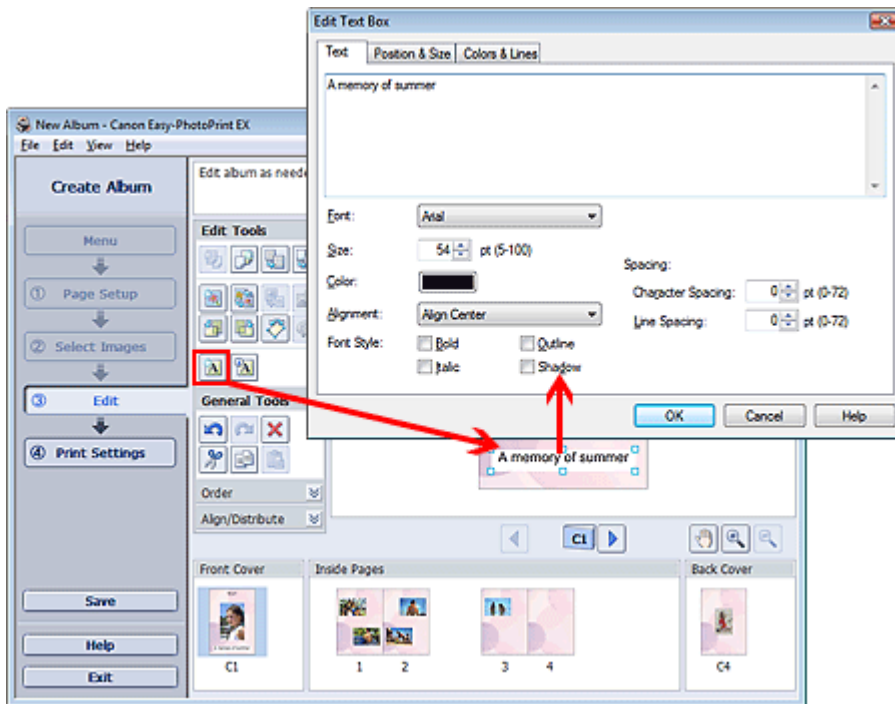 Edit Text Box
Text
Position & Size
Colors & Lines
A memory of summer
Font:
Arial
Size:
54
pt (5-100)
Color:
Alignment:
Align Center
Font Style:
Bold
Outline
Italic
Shadow
Spacing:
Character Spacing:
0
pt (0-72)
Line Spacing:
0
pt (0-72)
OK
Cancel
Help
New Album - Canon Easy-PhotoPrint EX
File Edit View Help
Create Album
Menu
① Page Setup
② Select Images
③ Edit
④ Print Settings
Save
Help
Exit
Edit album as neede
Edit Tools
General Tools
Order
Align/Distribute
A memory of summer
C1
Front Cover
Inside Pages
Back Cover
C1
1
2
3
4
C4